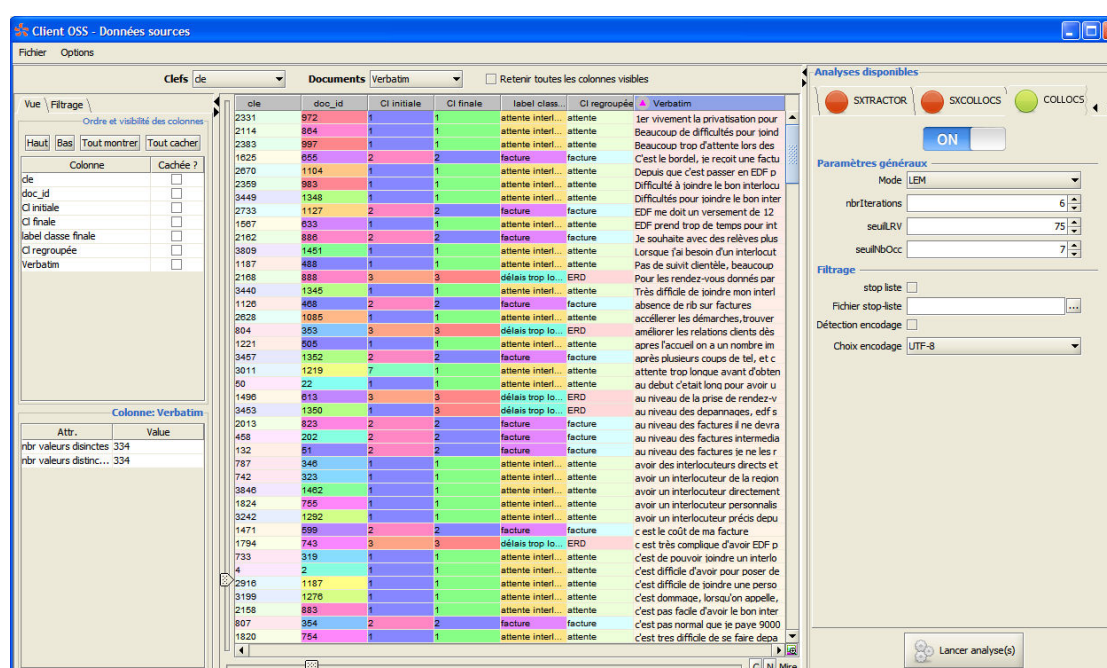 Client OSS - Données sources
Fichier Options
Clefs cle Documents Verbatim Retenir toutes les colonnes visibles
Vue Filtrage
Ordre et visibilité des colonnes
Haut Bas Tout montrer Tout cacher
Colonne Cachée ?
cle
doc_id
Cl initiale
Cl finale
label classe finale
Cl regroupée
Verbatim
Colonne: Verbatim
Attr. Value
nbr valeurs disinctes 334
nbr valeurs distinc... 334
cle doc_id Cl initiale Cl finale label class... Cl regroupée Verbatim
2331 972 1 1 attente interl... attente 1er vivement la privatisation pour
2114 864 1 1 attente interl... attente Beaucoup de difficultés pour joind
2383 997 1 1 attente interl... attente Beaucoup trop d'attente lors des
1625 655 2 2 facture facture C'est le bordel, je reçoit une factu
2670 1104 1 1 attente interl... attente Depuis que c'est passer en EDF p
2359 983 1 1 attente interl... attente Difficulté à joindre le bon interlocu
3449 1348 1 1 attente interl... attente Difficultés pour joindre le bon inter
2733 1127 2 2 facture facture EDF me doit un versement de 12
1567 633 1 1 attente interl... attente EDF prend trop de temps pour int
2162 886 2 2 facture facture Je souhaite avec des relèves plus
3809 1451 1 1 attente interl... attente Lorsque j'ai besoin d'un interlocut
1187 488 1 1 attente interl... attente Pas de suivit clientèle, beaucoup
2168 888 3 3 délais trop lo... ERD Pour les rendez-vous donnés par
3440 1345 1 1 attente interl... attente Très difficile de joindre mon interl
1126 468 2 2 facture facture absence de rib sur factures
2628 1085 1 1 attente interl... attente accélerer les démarches,trouver
804 353 3 3 délais trop lo... ERD améliorer les relations clients dès
1221 505 1 1 attente interl... attente apres l'accueil on a un nombre im
3457 1352 2 2 facture facture après plusieurs coups de tel, et c
3011 1219 7 1 attente interl... attente attente trop longue avant d'obten
50 22 1 1 attente interl... attente au debut c'etait long pour avoir u
1496 613 3 3 délais trop lo... ERD au niveau de la prise de rendez-v
3453 1350 1 3 délais trop lo... ERD au niveau des depannages, edf s
2013 823 2 2 facture facture au niveau des factures il ne devra
458 202 2 2 facture facture au niveau des factures intermedia
132 51 2 2 facture facture au niveau des factures je ne les r
787 346 1 1 attente interl... attente avoir des interlocuteurs directs et
742 323 1 1 attente interl... attente avoir un interlocuteur de la region
3846 1462 1 1 attente interl... attente avoir un interlocuteur directement
1824 755 1 1 attente interl... attente avoir un interlocuteur personnalis
3242 1292 1 1 attente interl... attente avoir un interlocuteur précis depu
1471 599 2 2 facture facture c est le coût de ma facture
1794 743 3 3 délais trop lo... ERD c est très complique d'avoir EDF p
733 319 1 1 attente interl... attente c'est de pouvoir joindre un interlo
4 2 1 1 attente interl... attente c'est difficile d'avoir pour poser de
2916 1187 1 1 attente interl... attente c'est difficile de joindre une perso
3199 1276 1 1 attente interl... attente c'est dommage, lorsqu'on appelle,
2158 883 1 1 attente interl... attente c'est pas facile d'avoir le bon inter
807 354 2 2 facture facture c'est pas normal que je paye 9000
1820 754 1 1 attente interl... attente c'est tres difficile de se faire depa
C N Mire
Analyses disponibles
SXTRACTOR SXCOLLOCS COLLOCS
ON
Paramètres généraux
Mode LEM
nbrIterations 6
seuilLRV 75
seuilNbOcc 7
Filtrage
stop liste
Fichier stop-liste ...
Détection encodage
Choix encodage UTF-8
Lancer analyse(s)